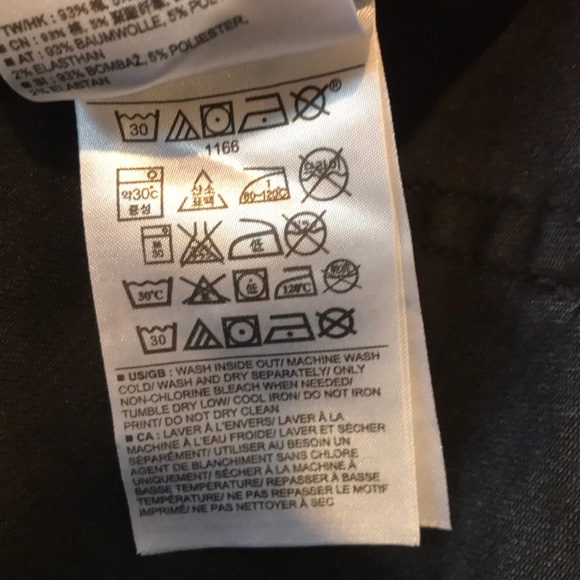 TW/HK : 93% 棉, 5%
■ CN : 93% 棉, 5% 聚酯纤维,
■ AT : 93% BAUMWOLLE, 5% POLYESTER,
2% ELASTHAN
93% BOMBAŽ, 5% POLIESTER,
2% ELASTAN
30 ®
1166
약30℃ 중성 산소 표백 1 80~120℃ 드라이
30 低
30℃ 低 120℃
30
■ US/GB : WASH INSIDE OUT/ MACHINE WASH
COLD/ WASH AND DRY SEPARATELY/ ONLY
NON-CHLORINE BLEACH WHEN NEEDED/
TUMBLE DRY LOW/ COOL IRON/ DO NOT IRON
PRINT/ DO NOT DRY CLEAN
■ CA : LAVER À L'ENVERS/ LAVER À LA
MACHINE À L'EAU FROIDE/ LAVER ET SÉCHER
SÉPARÉMENT/ UTILISER AU BESOIN UN
AGENT DE BLANCHIMENT SANS CHLORE
UNIQUEMENT/ SÉCHER À LA MACHINE À
BASSE TEMPÉRATURE/ REPASSER À BASSE
TEMPÉRATURE/ NE PAS REPASSER LE MOTIF
IMPRIMÉ/ NE PAS NETTOYER À SEC